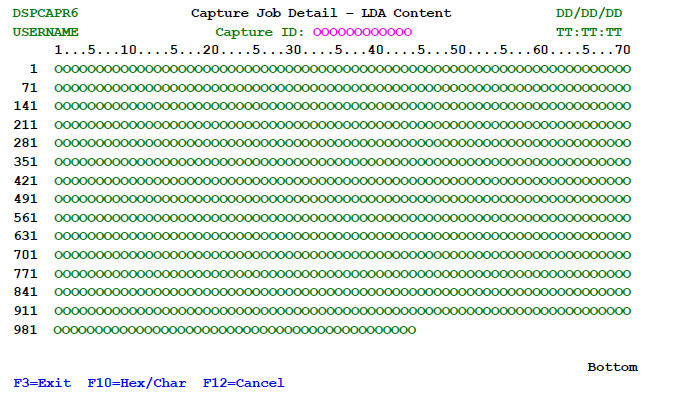 DSPCAPR6 Capture Job Detail - LDA Content DD/DD/DD
USERNAME Capture ID: OOOOOOOOOOOO TT:TT:TT
1...5...10....5...20....5...30....5...40....5...50....5...60....5...70
1 OOOOOOOOOOOOOOOOOOOOOOOOOOOOOOOOOOOOOOOOOOOOOOOOOOOOOOOOOOOOOOOOOOOOOO
71 OOOOOOOOOOOOOOOOOOOOOOOOOOOOOOOOOOOOOOOOOOOOOOOOOOOOOOOOOOOOOOOOOOOOOO
141 OOOOOOOOOOOOOOOOOOOOOOOOOOOOOOOOOOOOOOOOOOOOOOOOOOOOOOOOOOOOOOOOOOOOOO
211 OOOOOOOOOOOOOOOOOOOOOOOOOOOOOOOOOOOOOOOOOOOOOOOOOOOOOOOOOOOOOOOOOOOOOO
281 OOOOOOOOOOOOOOOOOOOOOOOOOOOOOOOOOOOOOOOOOOOOOOOOOOOOOOOOOOOOOOOOOOOOOO
351 OOOOOOOOOOOOOOOOOOOOOOOOOOOOOOOOOOOOOOOOOOOOOOOOOOOOOOOOOOOOOOOOOOOOOO
421 OOOOOOOOOOOOOOOOOOOOOOOOOOOOOOOOOOOOOOOOOOOOOOOOOOOOOOOOOOOOOOOOOOOOOO
491 OOOOOOOOOOOOOOOOOOOOOOOOOOOOOOOOOOOOOOOOOOOOOOOOOOOOOOOOOOOOOOOOOOOOOO
561 OOOOOOOOOOOOOOOOOOOOOOOOOOOOOOOOOOOOOOOOOOOOOOOOOOOOOOOOOOOOOOOOOOOOOO
631 OOOOOOOOOOOOOOOOOOOOOOOOOOOOOOOOOOOOOOOOOOOOOOOOOOOOOOOOOOOOOOOOOOOOOO
701 OOOOOOOOOOOOOOOOOOOOOOOOOOOOOOOOOOOOOOOOOOOOOOOOOOOOOOOOOOOOOOOOOOOOOO
771 OOOOOOOOOOOOOOOOOOOOOOOOOOOOOOOOOOOOOOOOOOOOOOOOOOOOOOOOOOOOOOOOOOOOOO
841 OOOOOOOOOOOOOOOOOOOOOOOOOOOOOOOOOOOOOOOOOOOOOOOOOOOOOOOOOOOOOOOOOOOOOO
911 OOOOOOOOOOOOOOOOOOOOOOOOOOOOOOOOOOOOOOOOOOOOOOOOOOOOOOOOOOOOOOOOOOOOOO
981 OOOOOOOOOOOOOOOOOOOOOOOOOOOOOOOOOOOOOOOOOOOO
Bottom
F3=Exit F10=Hex/Char F12=Cancel